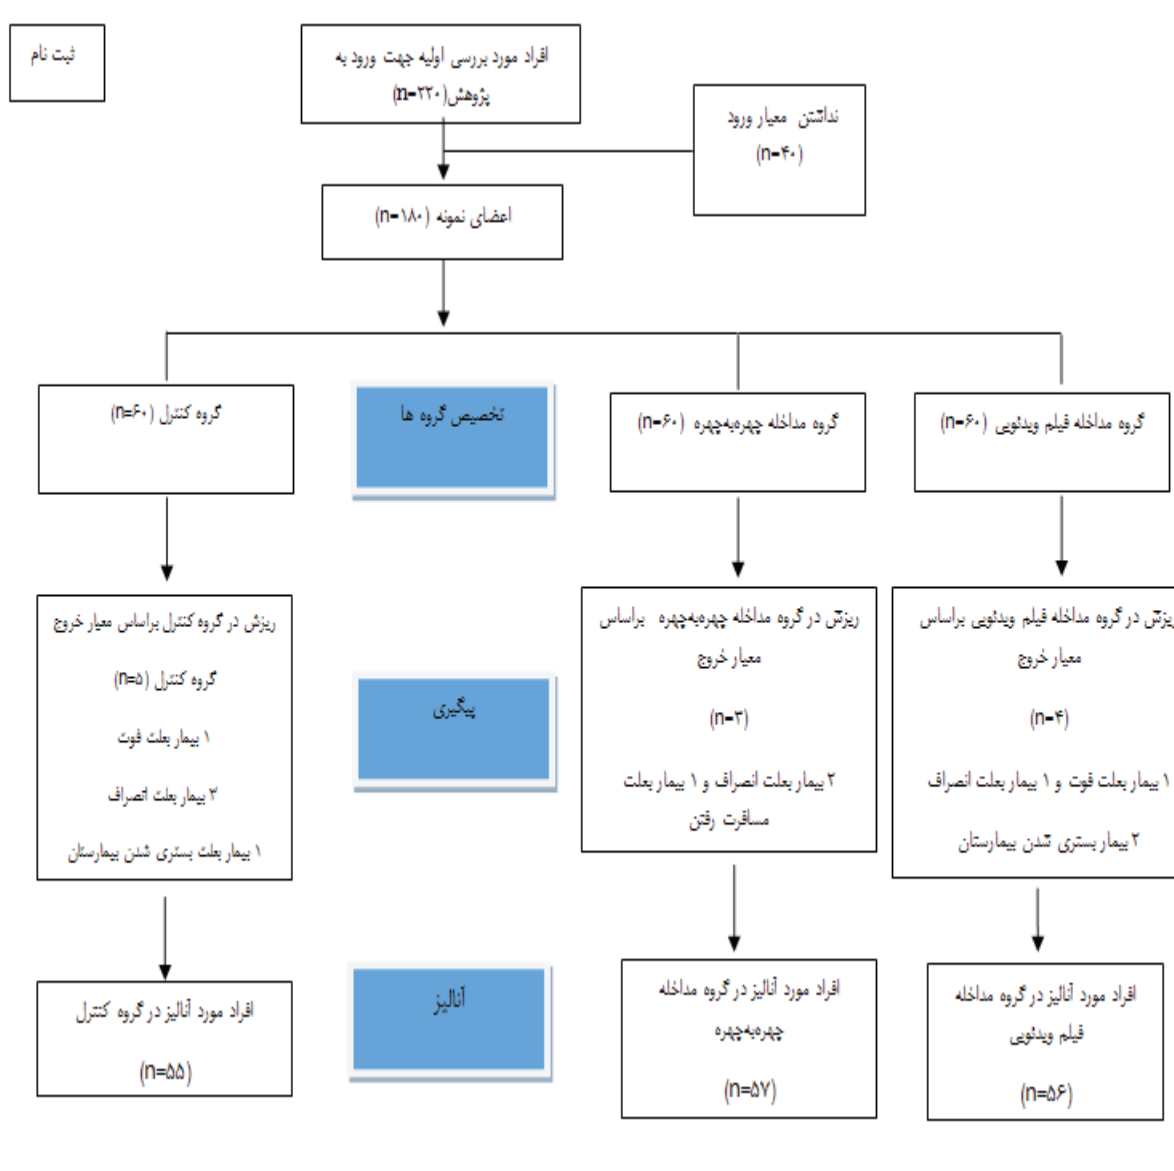 ثبت نام
افراد مورد بررسی اولیه جهت ورود به
پژوهش(n=۲۲۰)
نداشتن معیار ورود
(n=۴۰)
اعضای نمونه (n=۱۸۰)
گروه مداخله فیلم ویدئویی (n=۶۰)
گروه مداخله چهره‌به‌چهره (n=۶۰)
تخصیص گروه ها
گروه کنترل (n=۶۰)
ریزش در گروه مداخله فیلم ویدئویی براساس
معیار خروج
(n=۴)
۱ بیمار بعلت فوت و ۱ بیمار بعلت انصراف
۲ بیمار بستری شدن بیمارستان
ریزش در گروه مداخله چهره‌به‌چهره براساس
معیار خروج
(n=۳)
۲ بیمار بعلت انصراف و ۱ بیمار بعلت
مسافرت رفتن
پیگیری
ریزش در گروه کنترل براساس معیار خروج
گروه کنترل (n=۵)
۱ بیمار بعلت فوت
۳ بیمار بعلت انصراف
۱ بیمار بعلت بستری شدن بیمارستان
افراد مورد آنالیز در گروه مداخله
فیلم ویدئویی
(n=۵۶)
افراد مورد آنالیز در گروه مداخله
چهره‌به‌چهره
(n=۵۷)
آنالیز
افراد مورد آنالیز در گروه کنترل
(n=۵۵)